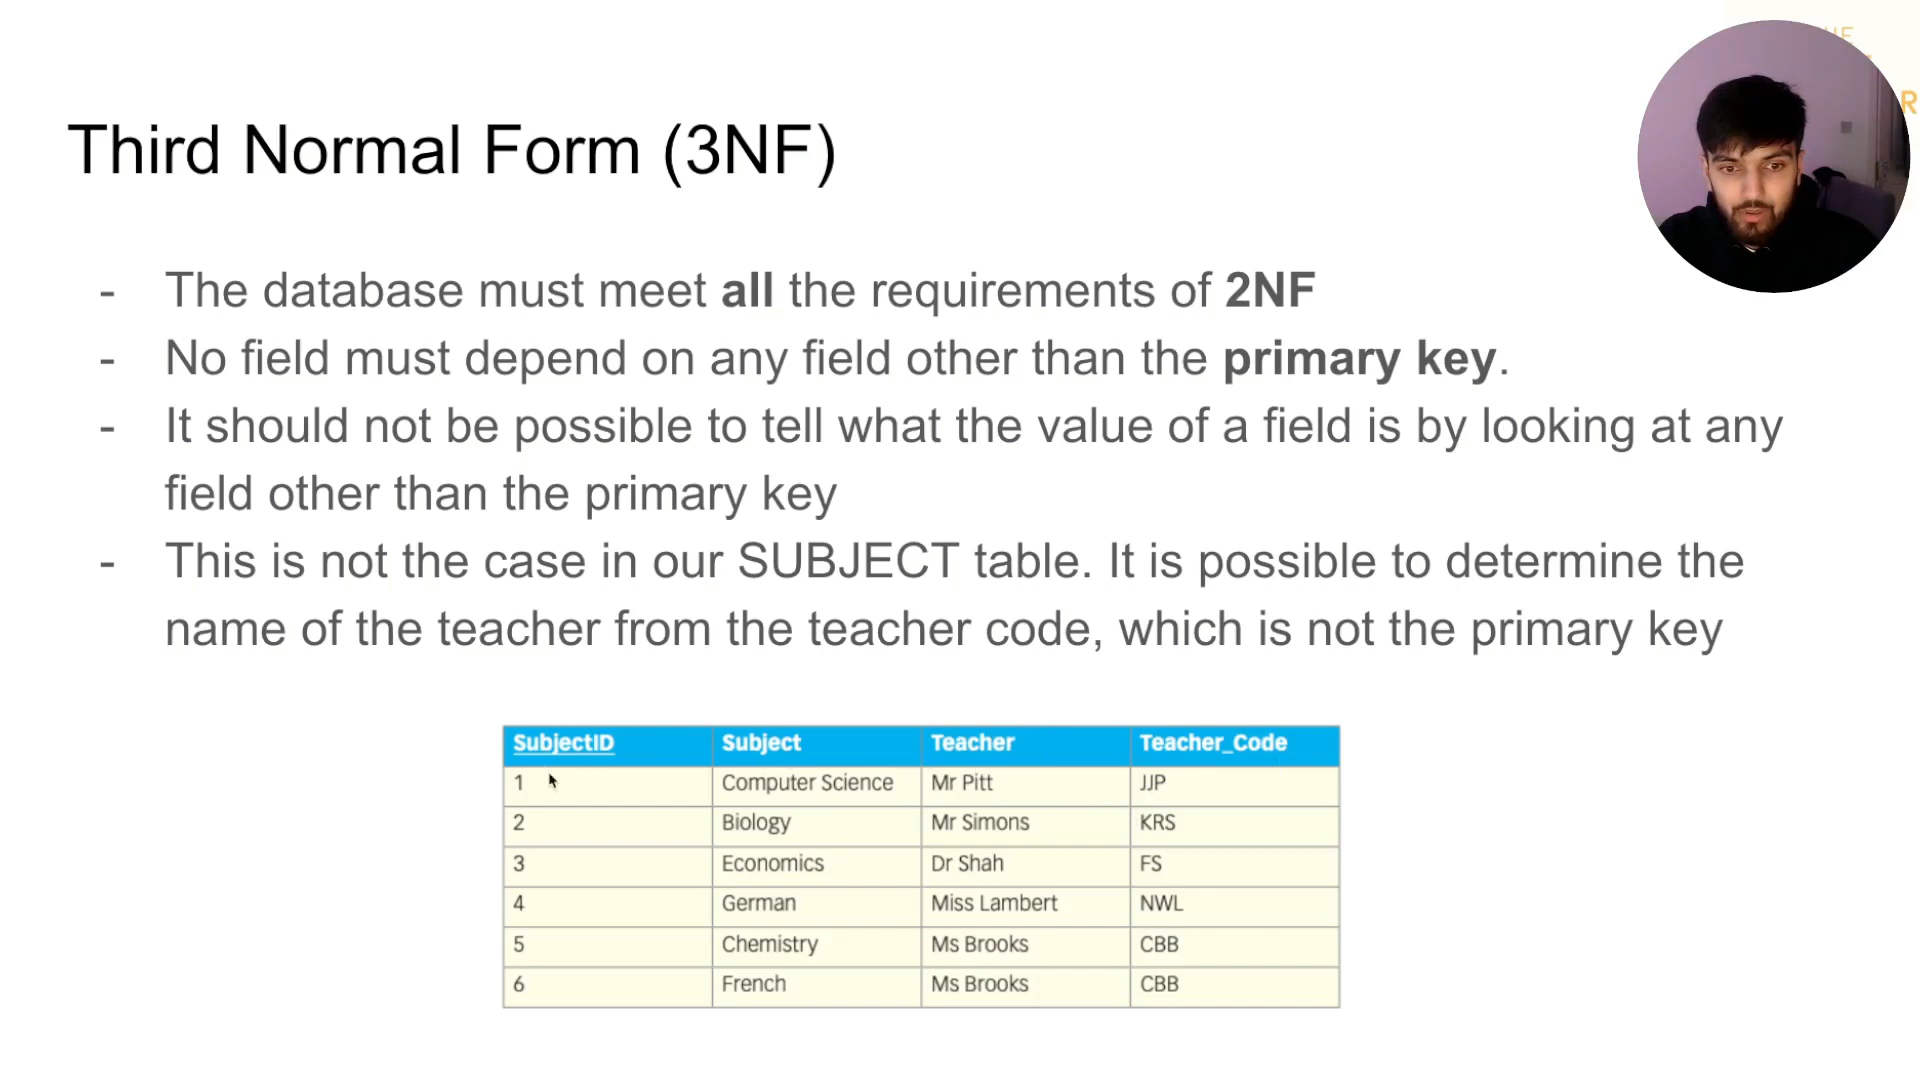 Third Normal Form (3NF)
- The database must meet all the requirements of 2NF
- No field must depend on any field other than the primary key.
- It should not be possible to tell what the value of a field is by looking at any
field other than the primary key
- This is not the case in our SUBJECT table. It is possible to determine the
name of the teacher from the teacher code, which is not the primary key
SubjectID Subject Teacher Teacher_Code
1 Computer Science Mr Pitt JJP
2 Biology Mr Simons KRS
3 Economics Dr Shah FS
4 German Miss Lambert NWL
5 Chemistry Ms Brooks CBB
6 French Ms Brooks CBB